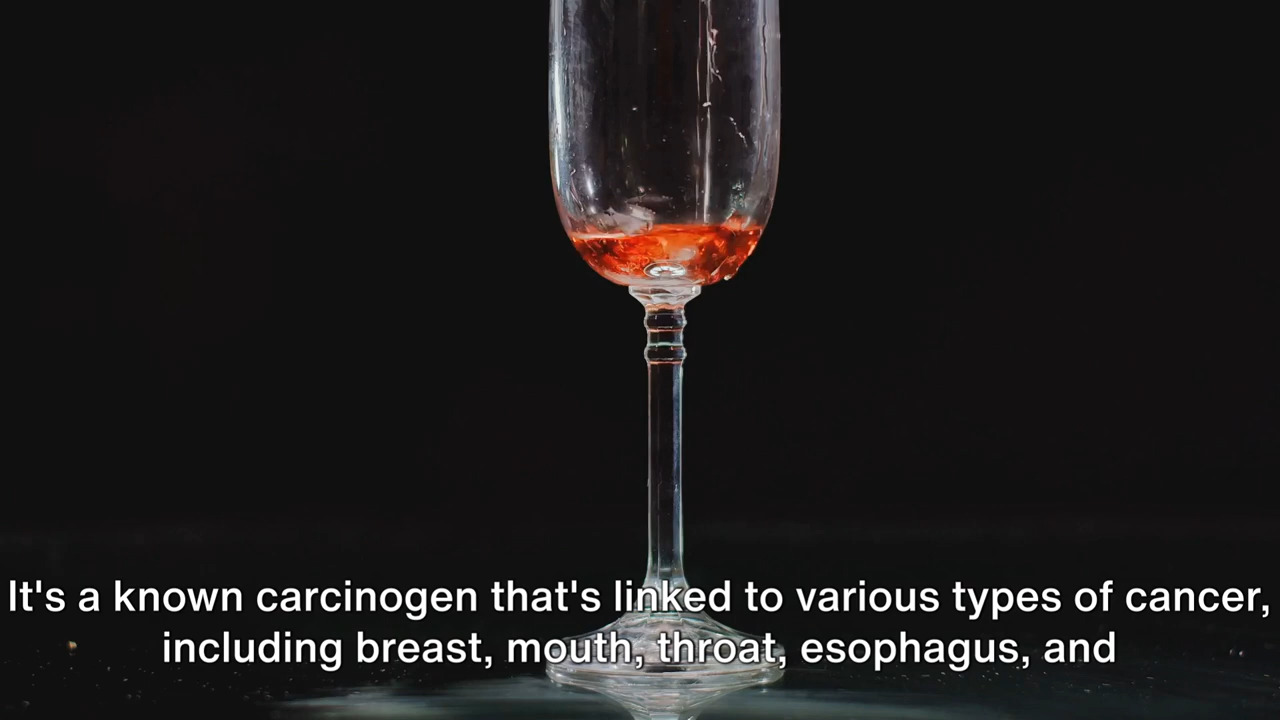 It's a known carcinogen that's linked to various types of cancer,
including breast, mouth, throat, esophagus, and